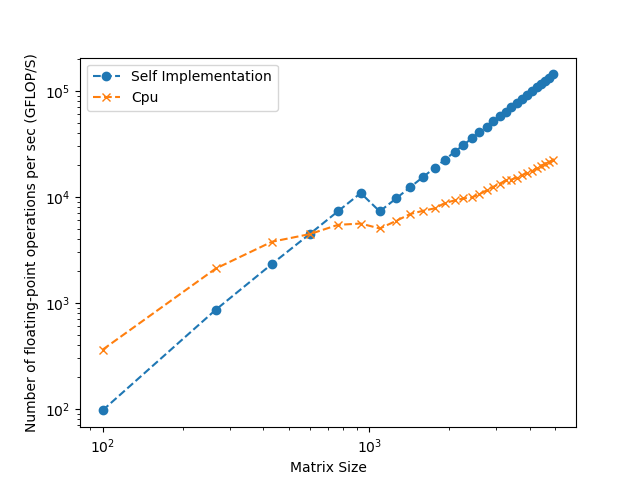 Self Implementation
Cpu
Number of floating-point operations per sec (GFLOP/S)
10^5
10^4
10^3
10^2
10^2
10^3
Matrix Size